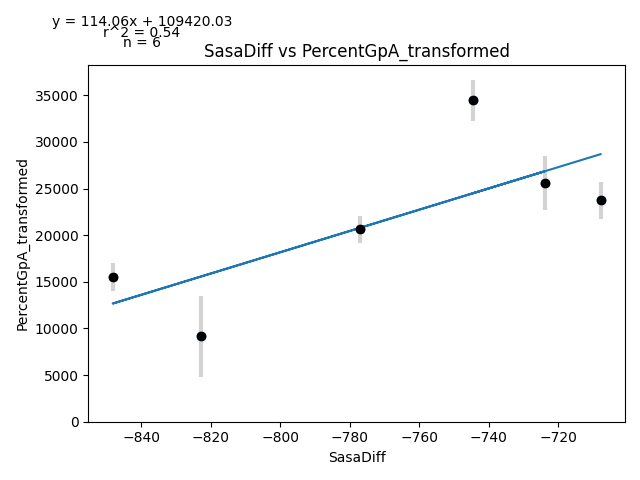 y = 114.06x + 109420.03
r^2 = 0.54
n = 6
SasaDiff vs PercentGpA_transformed
PercentGpA_transformed
35000
30000
25000
20000
15000
10000
5000
0
−840
−820
−800
−780
−760
−740
−720
SasaDiff